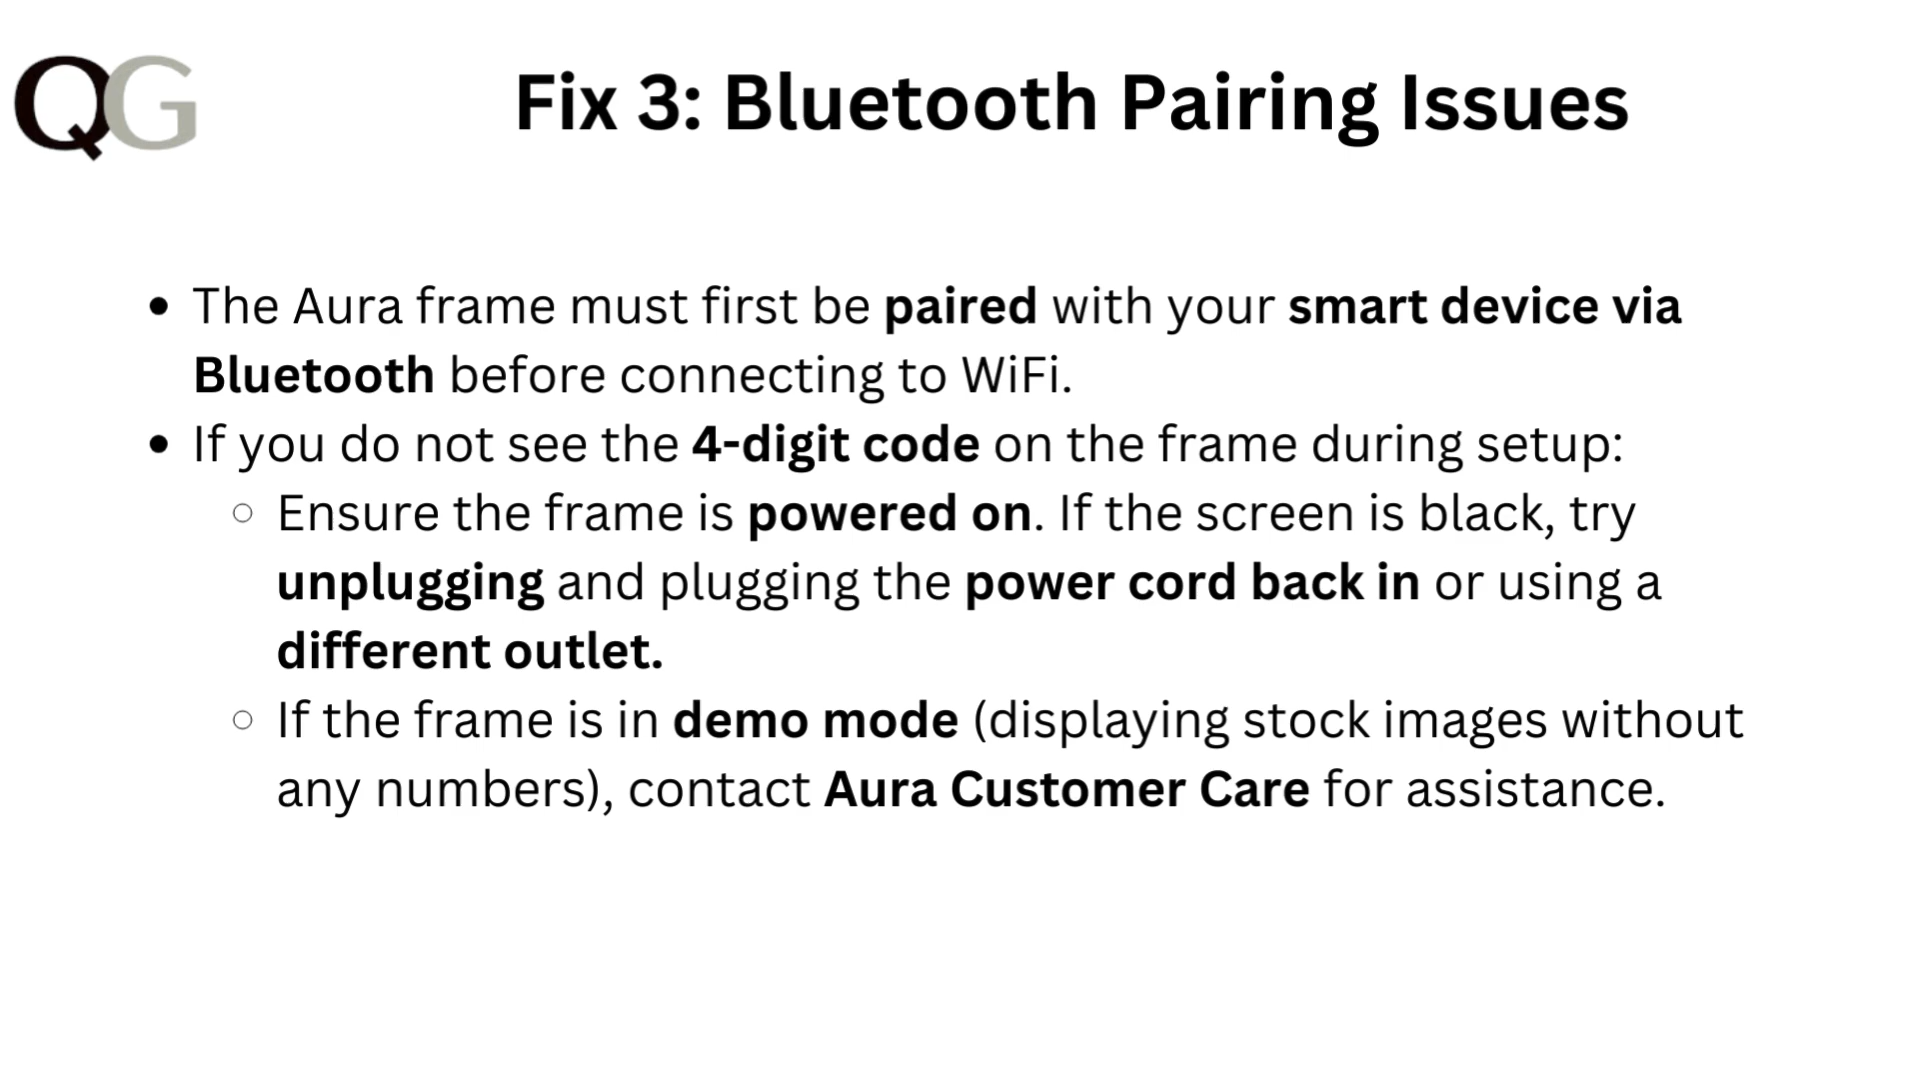 QG
Fix 3: Bluetooth Pairing Issues
• The Aura frame must first be paired with your smart device via
Bluetooth before connecting to WiFi.
• If you do not see the 4-digit code on the frame during setup:
○ Ensure the frame is powered on. If the screen is black, try
unplugging and plugging the power cord back in or using a
different outlet.
○ If the frame is in demo mode (displaying stock images without
any numbers), contact Aura Customer Care for assistance.